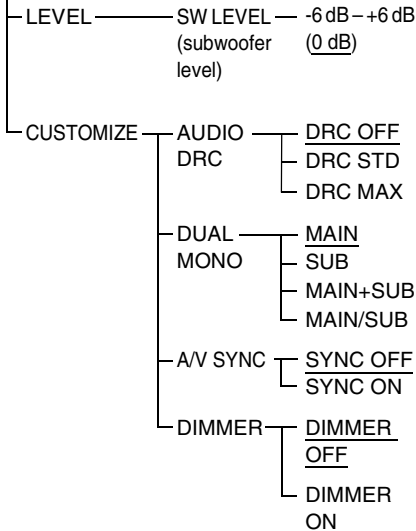 LEVEL SW LEVEL -6 dB – +6 dB
(subwoofer (0 dB)
level)
CUSTOMIZE AUDIO DRC OFF
DRC DRC STD
DRC MAX
DUAL MAIN
MONO SUB
MAIN+SUB
MAIN/SUB
A/V SYNC SYNC OFF
SYNC ON
DIMMER DIMMER
OFF
DIMMER
ON